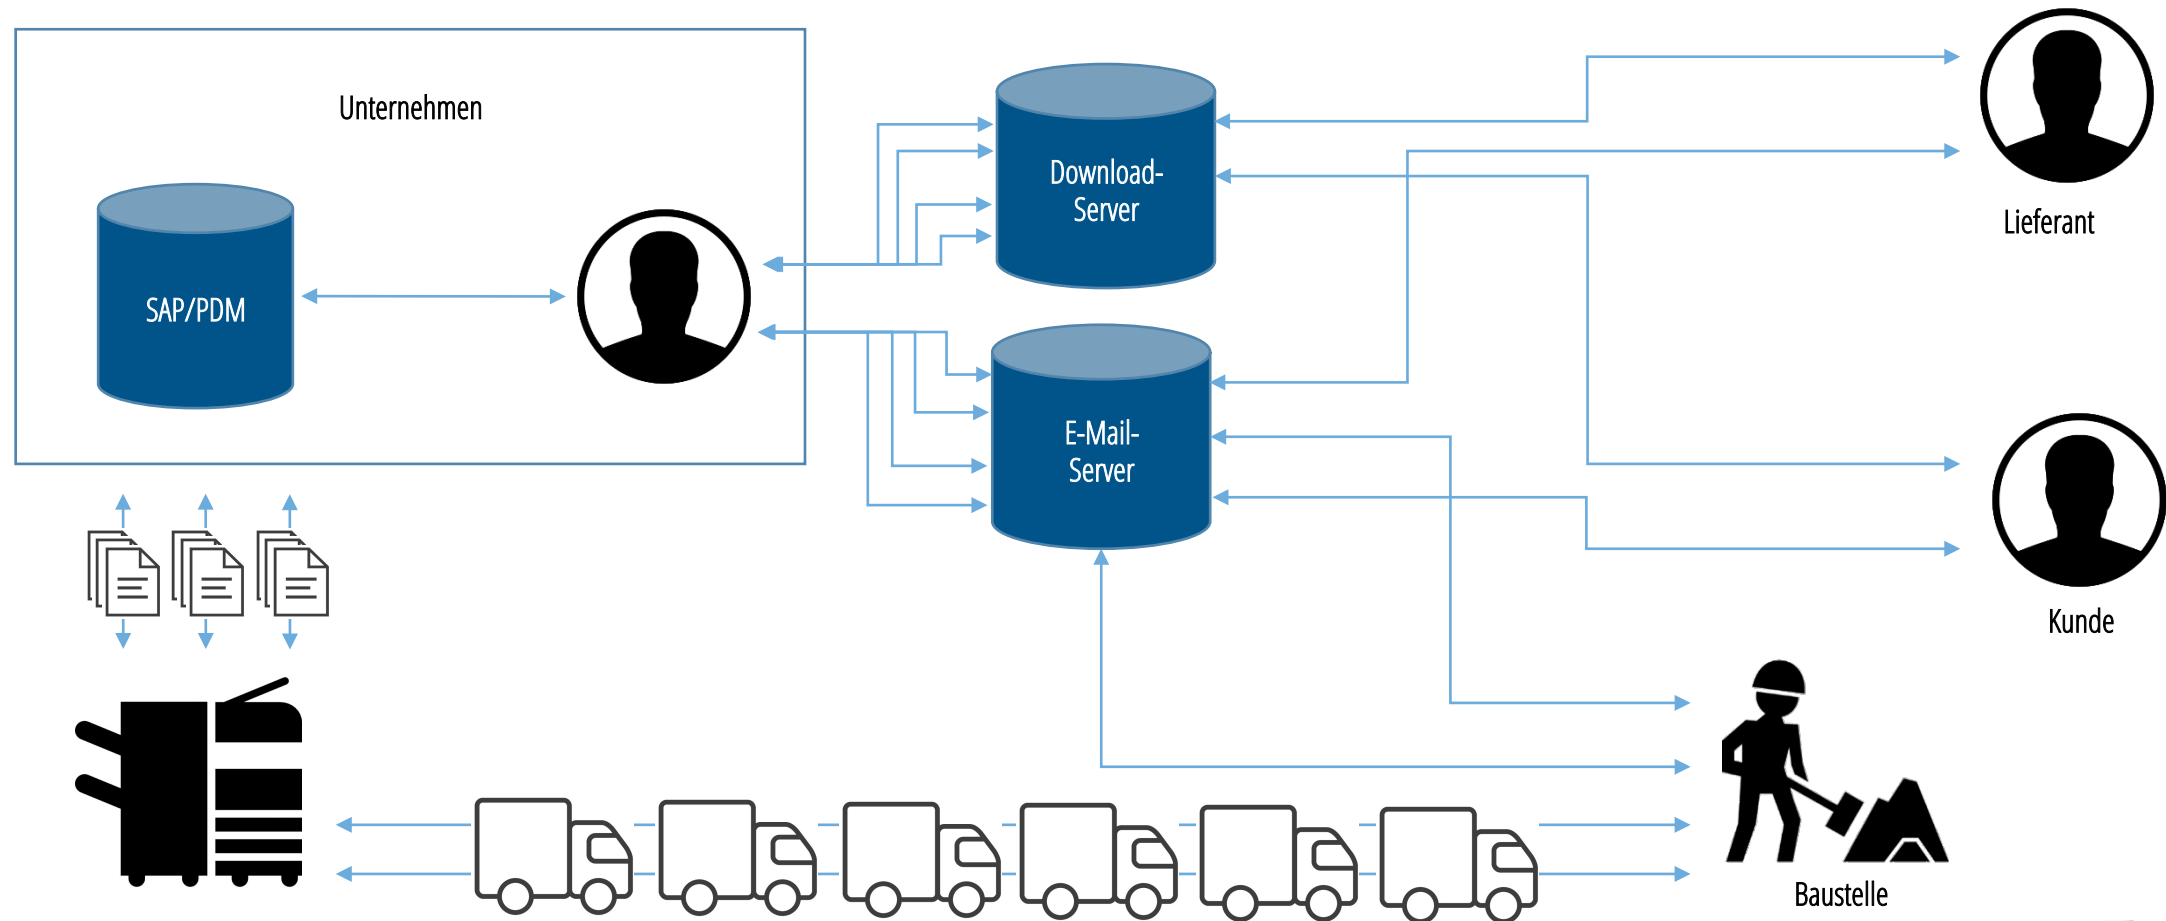 Unternehmen
SAP/PDM
Download-
Server
E-Mail-
Server
Lieferant
Kunde
Baustelle